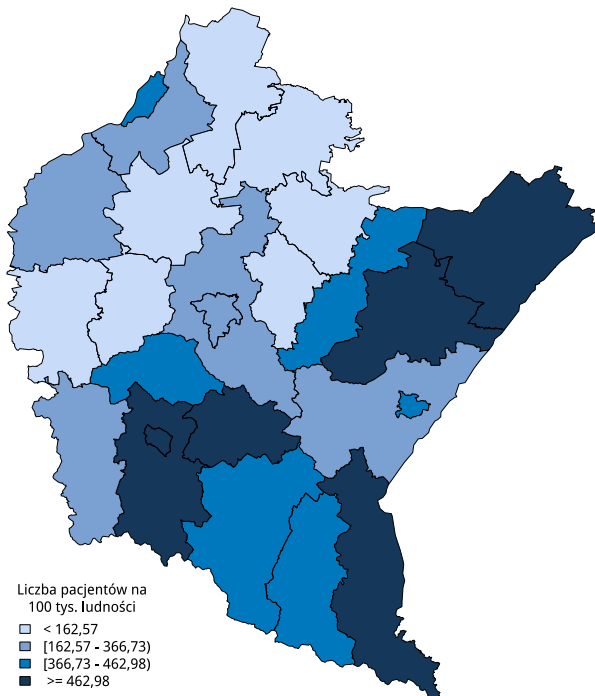 Liczba pacjentów na
100 tys. ludności
< 162,57
[162,57 - 366,73)
[366,73 - 462,98)
>= 462,98